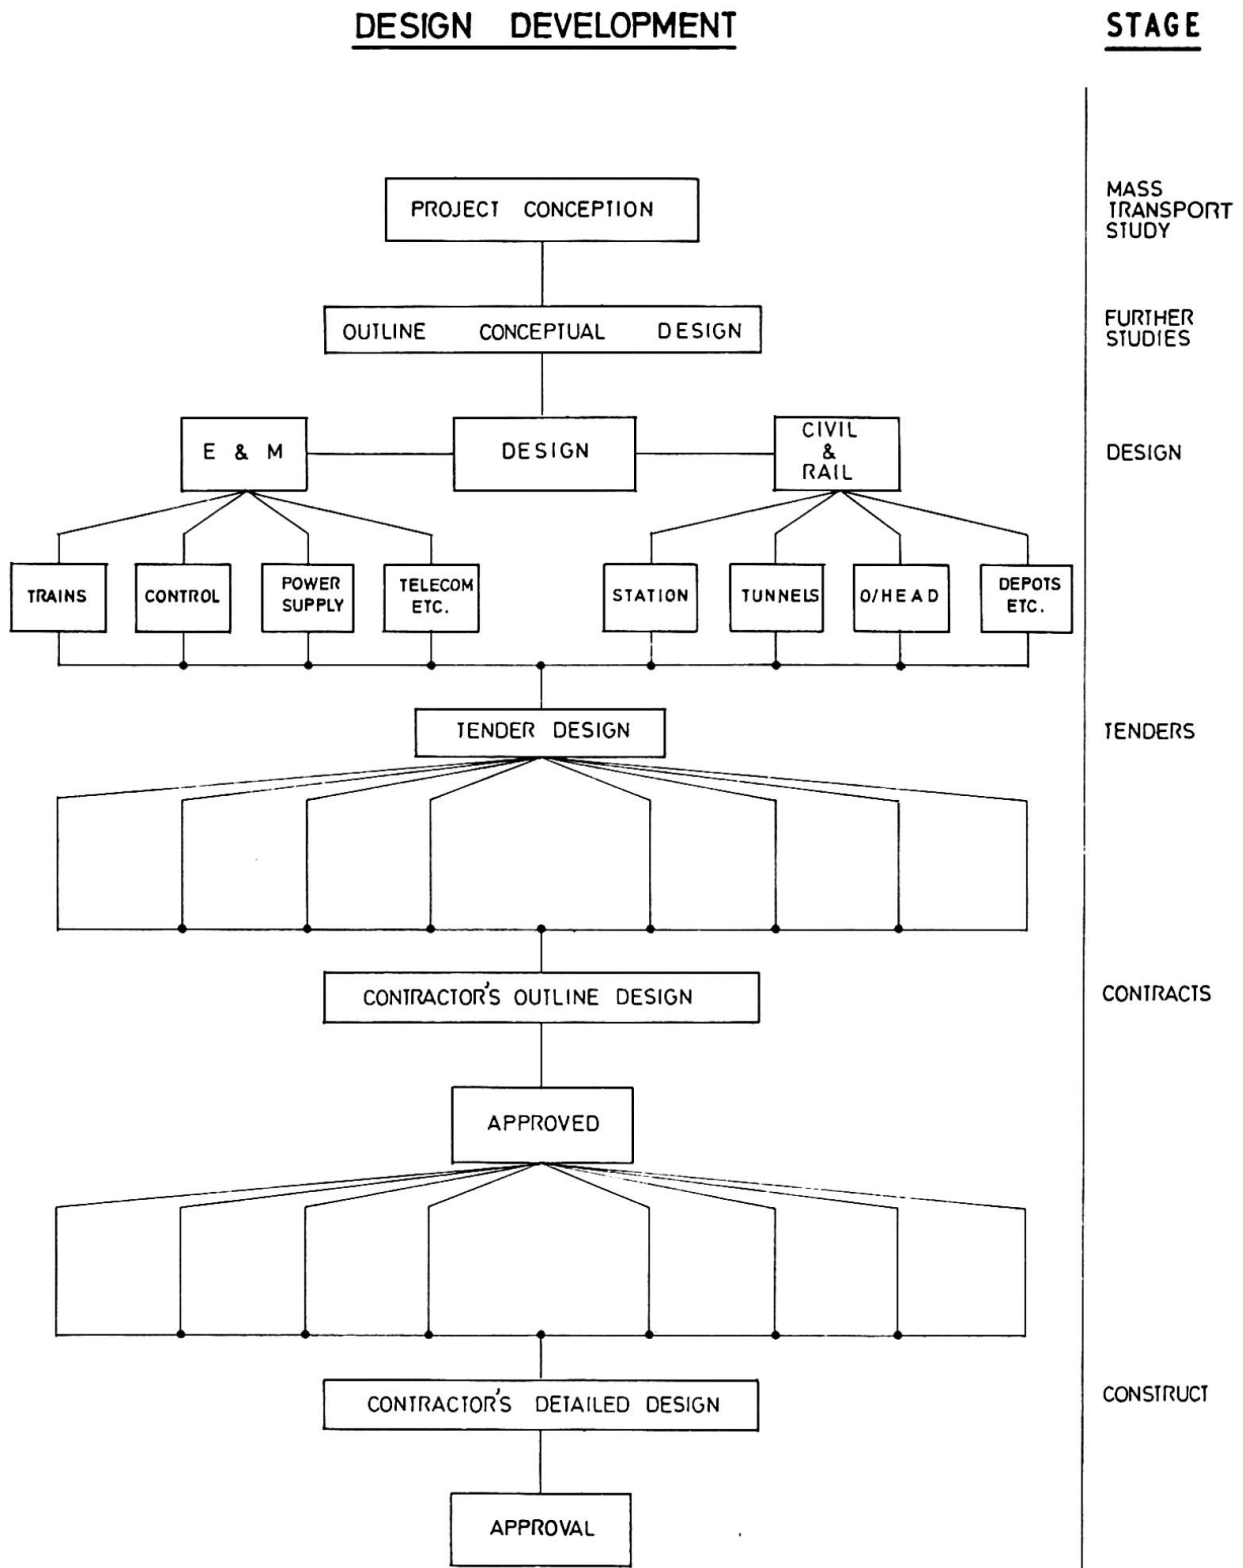 DESIGN DEVELOPMENT
STAGE
PROJECT CONCEPTION
MASS
TRANSPORT
STUDY
OUTLINE CONCEPTUAL DESIGN
FURTHER
STUDIES
E & M
DESIGN
CIVIL
&
RAIL
DESIGN
TRAINS
CONTROL
POWER
SUPPLY
TELECOM
ETC.
STATION
TUNNELS
O/HEAD
DEPOTS
ETC.
TENDER DESIGN
TENDERS
CONTRACTOR'S OUTLINE DESIGN
CONTRACTS
APPROVED
CONTRACTOR'S DETAILED DESIGN
CONSTRUCT
APPROVAL